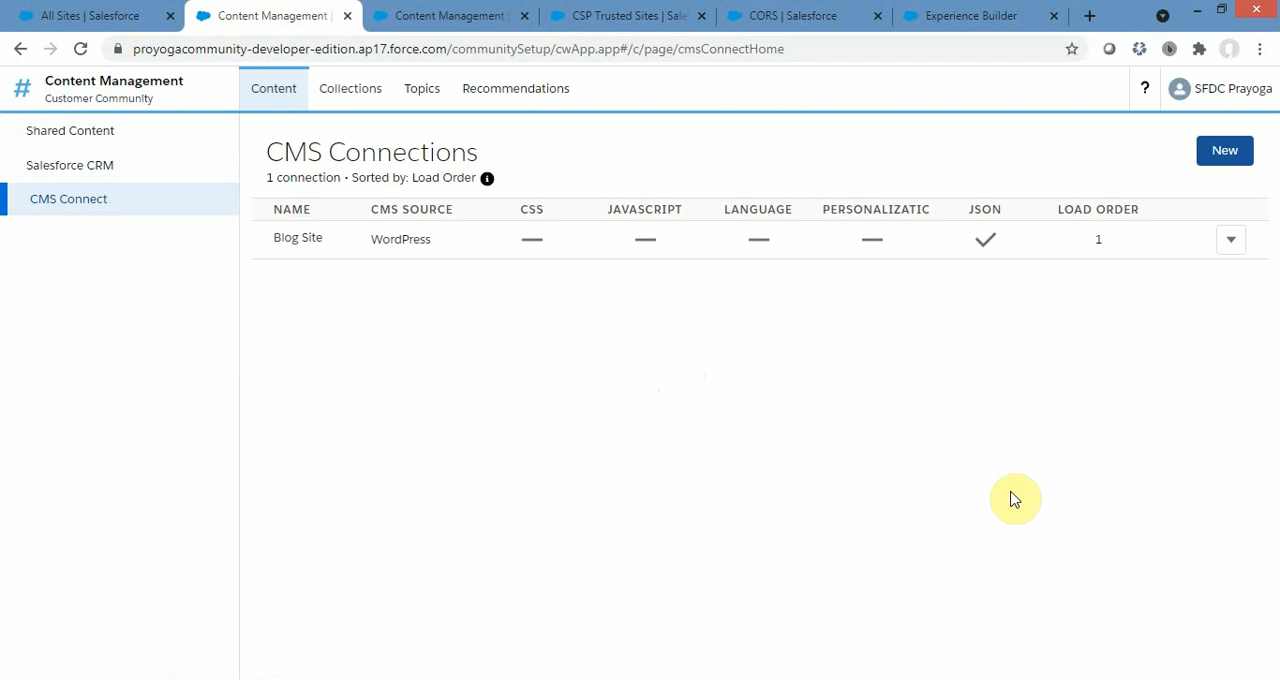 All Sites | Salesforce
Content Management |
Content Management |
CSP Trusted Sites | Sale
CORS | Salesforce
Experience Builder
proyogacommunity-developer-edition.ap17.force.com/communitySetup/cwApp.app#/c/page/cmsConnectHome
# Content Management
Customer Community
Content Collections Topics Recommendations
? SFDC Prayoga
Shared Content
Salesforce CRM
CMS Connect
CMS Connections
New
1 connection • Sorted by: Load Order
NAME CMS SOURCE CSS JAVASCRIPT LANGUAGE PERSONALIZATIC JSON LOAD ORDER
Blog Site WordPress 1